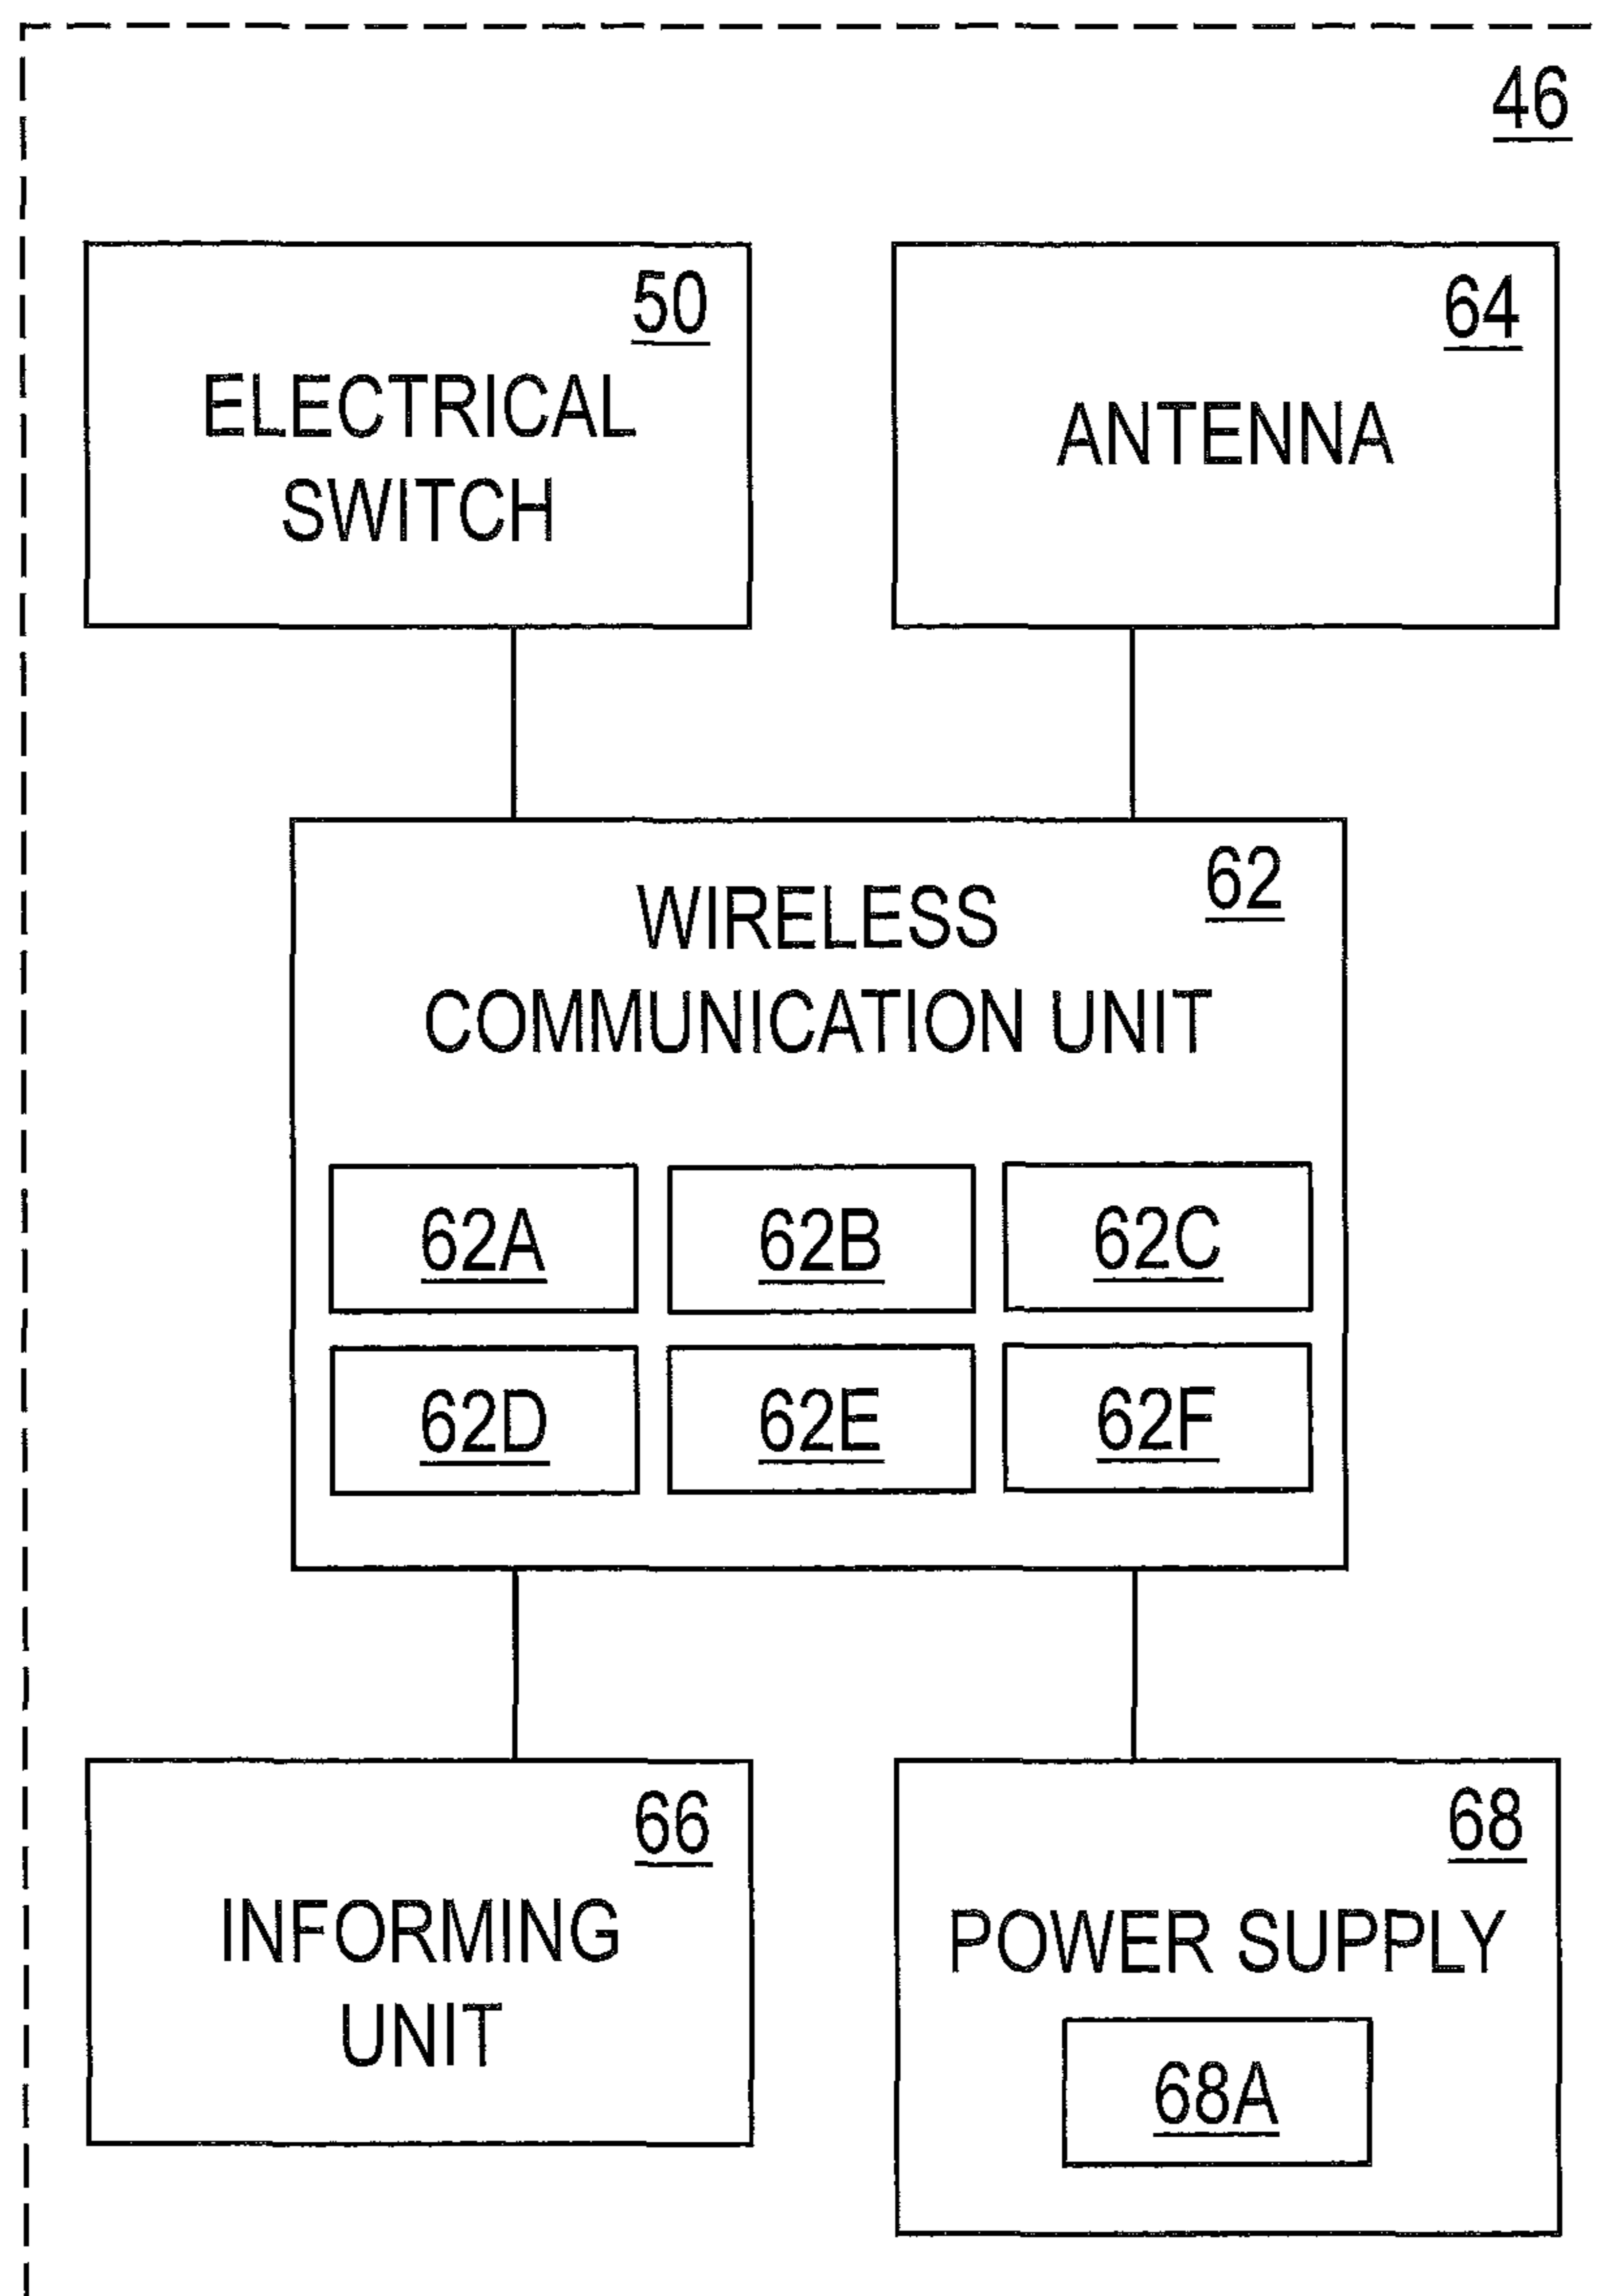 46
50
ELECTRICAL
SWITCH
64
ANTENNA
62
WIRELESS
COMMUNICATION UNIT
62A 62B 62C
62D 62E 62F
66
INFORMING
UNIT
68
POWER SUPPLY
68A